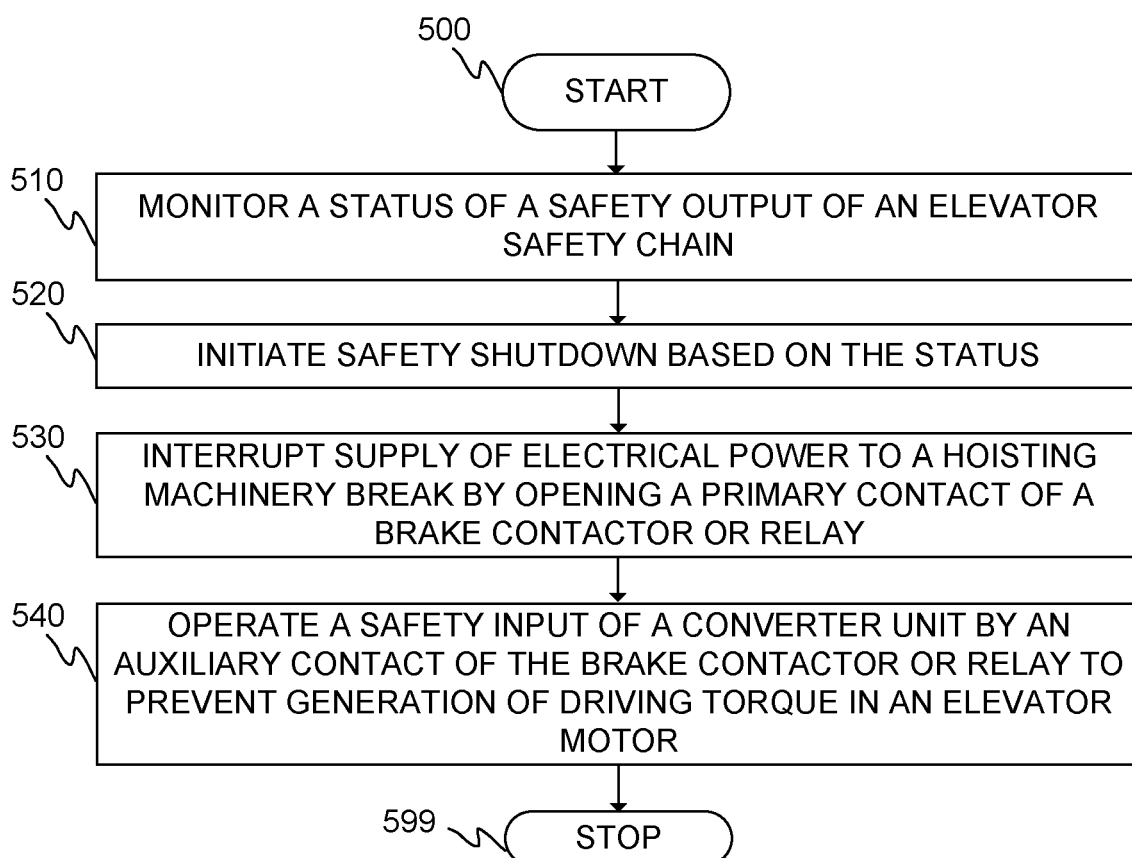 500
START
510
MONITOR A STATUS OF A SAFETY OUTPUT OF AN ELEVATOR
SAFETY CHAIN
520
INITIATE SAFETY SHUTDOWN BASED ON THE STATUS
530
INTERRUPT SUPPLY OF ELECTRICAL POWER TO A HOISTING
MACHINERY BREAK BY OPENING A PRIMARY CONTACT OF A
BRAKE CONTACTOR OR RELAY
540
OPERATE A SAFETY INPUT OF A CONVERTER UNIT BY AN
AUXILIARY CONTACT OF THE BRAKE CONTACTOR OR RELAY TO
PREVENT GENERATION OF DRIVING TORQUE IN AN ELEVATOR
MOTOR
599
STOP